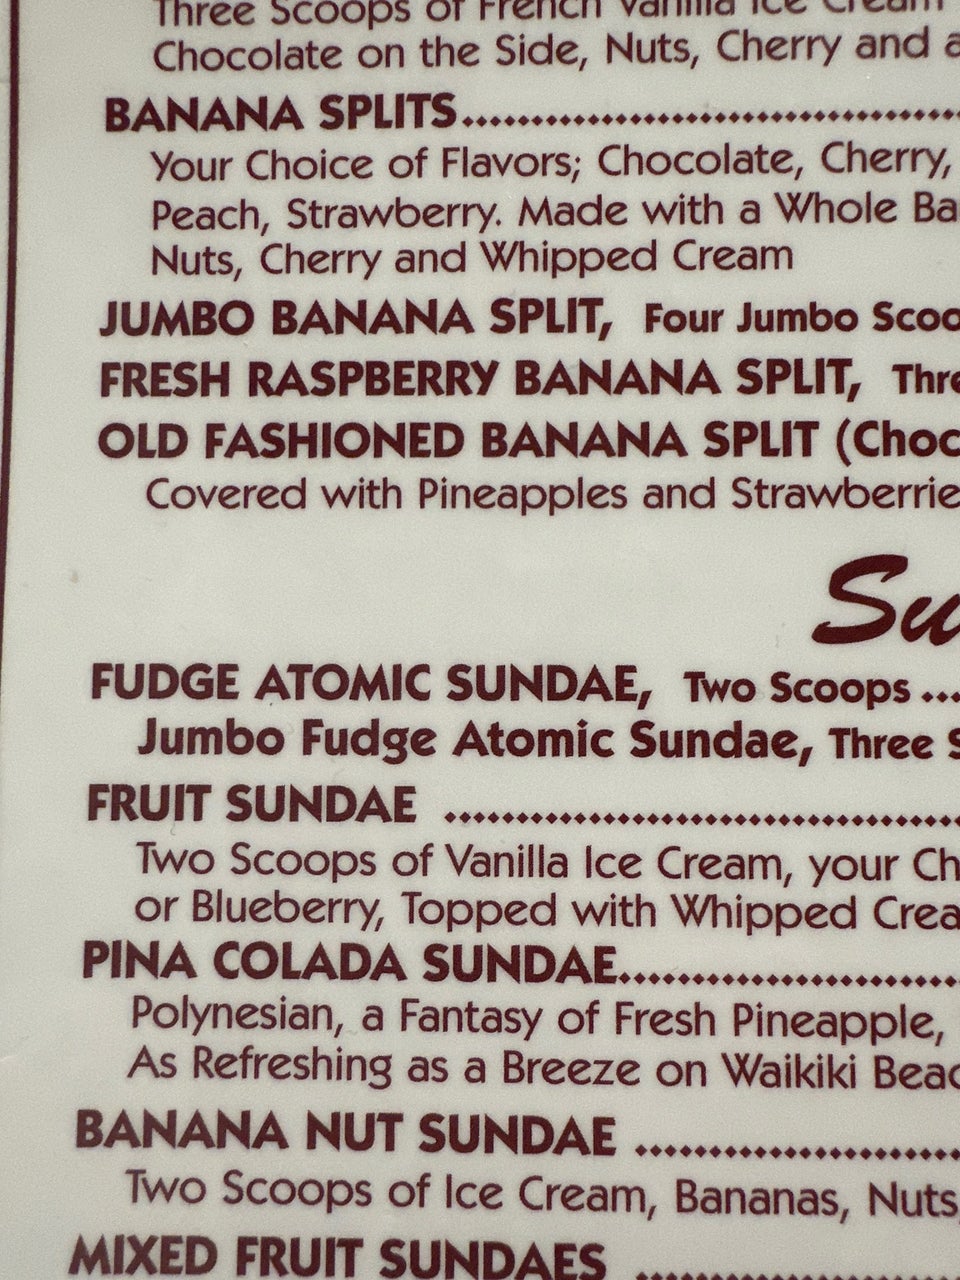 Three Scoops of French Vanilla Ice Cream
Chocolate on the Side, Nuts, Cherry and a
BANANA SPLITS
Your Choice of Flavors; Chocolate, Cherry,
Peach, Strawberry. Made with a Whole Ba
Nuts, Cherry and Whipped Cream
JUMBO BANANA SPLIT, Four Jumbo Scoo
FRESH RASPBERRY BANANA SPLIT, Thre
OLD FASHIONED BANANA SPLIT (Choc
Covered with Pineapples and Strawberrie
Su
FUDGE ATOMIC SUNDAE, Two Scoops ...
Jumbo Fudge Atomic Sundae, Three S
FRUIT SUNDAE
Two Scoops of Vanilla Ice Cream, your Ch
or Blueberry, Topped with Whipped Crea
PINA COLADA SUNDAE
Polynesian, a Fantasy of Fresh Pineapple,
As Refreshing as a Breeze on Waikiki Beac
BANANA NUT SUNDAE
Two Scoops of Ice Cream, Bananas, Nuts,
MIXED FRUIT SUNDAES